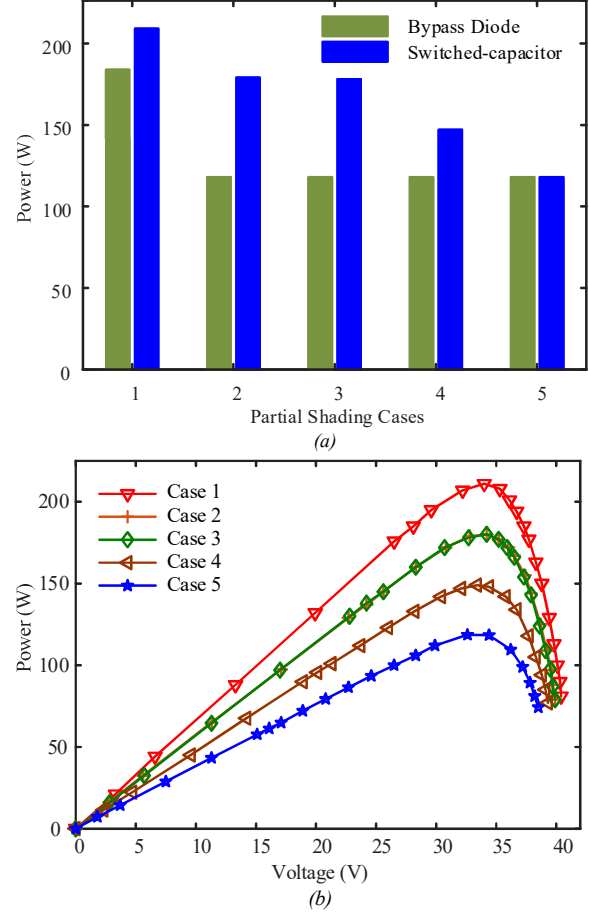 Bypass Diode
Switched-capacitor
200
150
100
50
0
Power (W)
1 2 3 4 5
Partial Shading Cases
(a)
Case 1
Case 2
Case 3
Case 4
Case 5
200
150
100
50
0
Power (W)
0 5 10 15 20 25 30 35 40
Voltage (V)
(b)